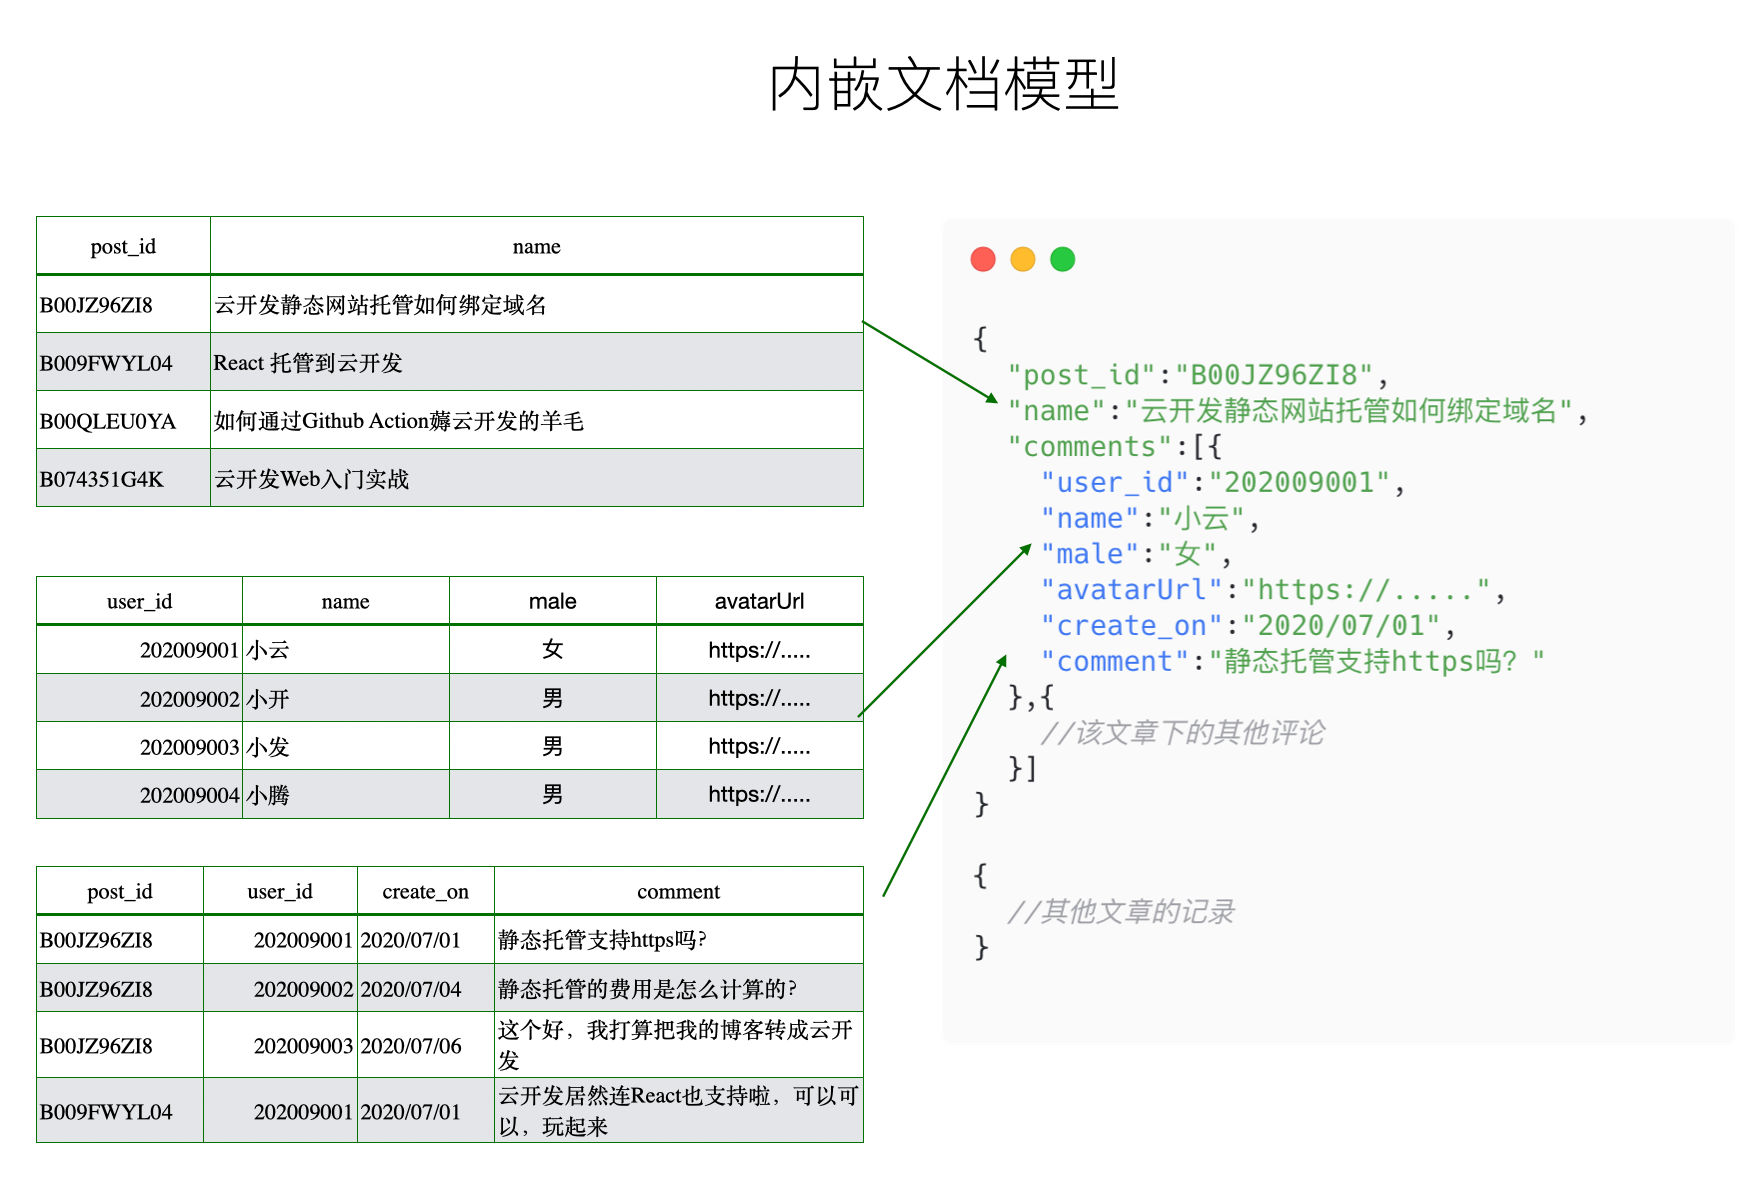 内嵌文档模型
post_id name
B00JZ96ZI8 云开发静态网站托管如何绑定域名
B009FWYL04 React 托管到云开发
B00QLEU0YA 如何通过Github Action薅云开发的羊毛
B074351G4K 云开发Web入门实战
user_id name male avatarUrl
202009001 小云 女 https://.....
202009002 小开 男 https://.....
202009003 小发 男 https://.....
202009004 小腾 男 https://.....
post_id user_id create_on comment
B00JZ96ZI8 202009001 2020/07/01 静态托管支持https吗?
B00JZ96ZI8 202009002 2020/07/04 静态托管的费用是怎么计算的?
B00JZ96ZI8 202009003 2020/07/06 这个好，我打算把我的博客转成云开
发
B009FWYL04 202009001 2020/07/01 云开发居然连React也支持啦，可以可
以，玩起来
{
"post_id":"B00JZ96ZI8",
"name":"云开发静态网站托管如何绑定域名",
"comments":[{
"user_id":"202009001",
"name":"小云",
"male":"女",
"avatarUrl":"https://.....",
"create_on":"2020/07/01",
"comment":"静态托管支持https吗？"
},{
//该文章下的其他评论
}]
}
{
//其他文章的记录
}